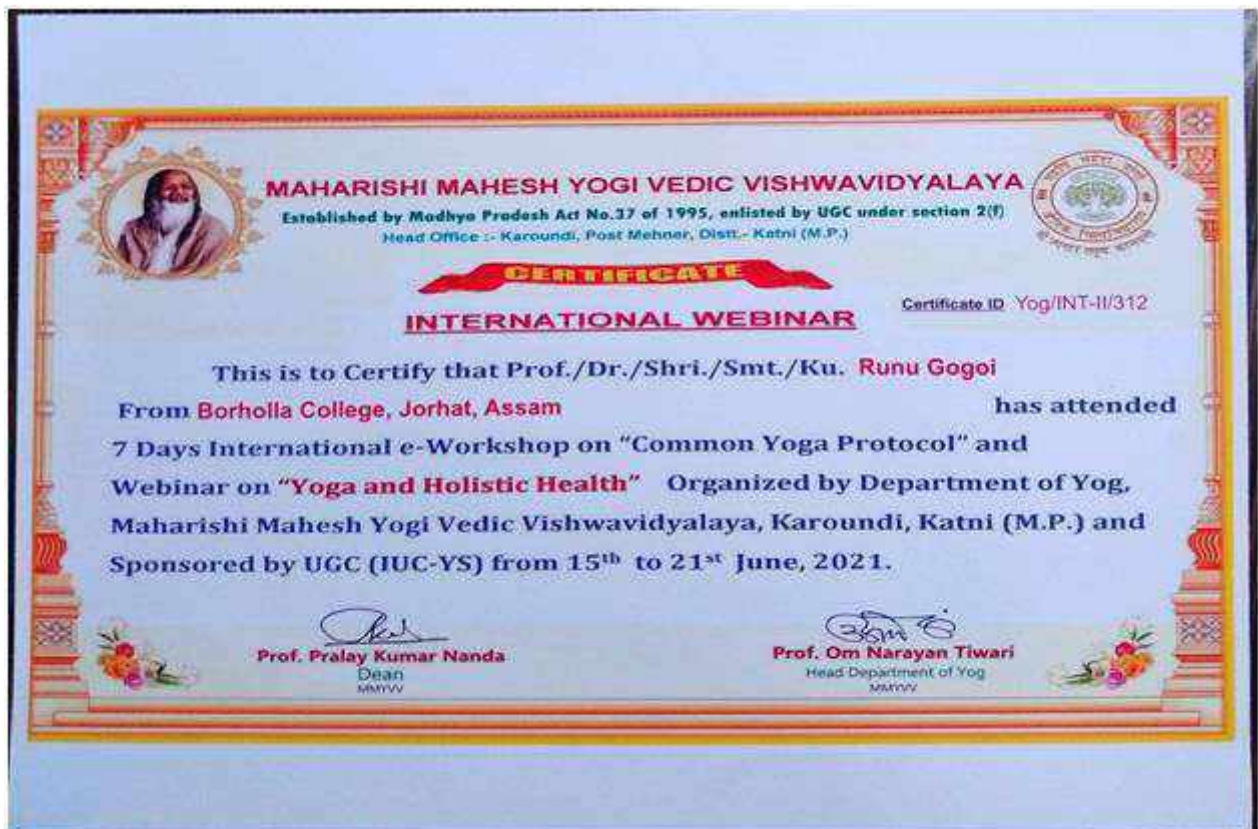 MAHARISHI MAHESH YOGI VEDIC VISHWAVIDYALAYA
Established by Madhya Pradesh Act No.37 of 1995, enlisted by UGC under section 2(f)
Head Office :- Karoundi, Post Mehner, Distt.- Katni (M.P.)
CERTIFICATE
Certificate ID Yog/INT-II/312
INTERNATIONAL WEBINAR
This is to Certify that Prof./Dr./Shri./Smt./Ku. Runu Gogoi
From Borholla College, Jorhat, Assam has attended
7 Days International e-Workshop on "Common Yoga Protocol" and
Webinar on "Yoga and Holistic Health" Organized by Department of Yog,
Maharishi Mahesh Yogi Vedic Vishwavidyalaya, Karoundi, Katni (M.P.) and
Sponsored by UGC (IUC-YS) from 15th to 21st June, 2021.
Prof. Pralay Kumar Nanda
Dean
MMYVV
Prof. Om Narayan Tiwari
Head Department of Yog
MMYVV